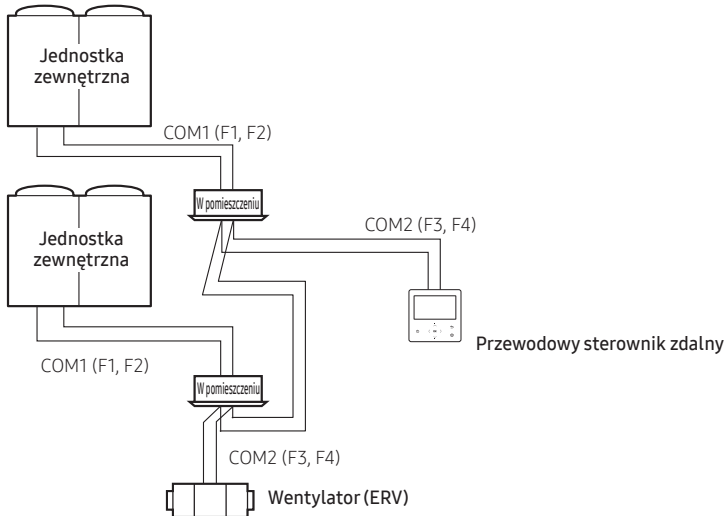 Jednostka
zewnętrzna
COM1 (F1, F2)
W pomieszczeniu
COM2 (F3, F4)
Jednostka
zewnętrzna
Przewodowy sterownik zdalny
COM1 (F1, F2)
W pomieszczeniu
COM2 (F3, F4)
Wentylator (ERV)